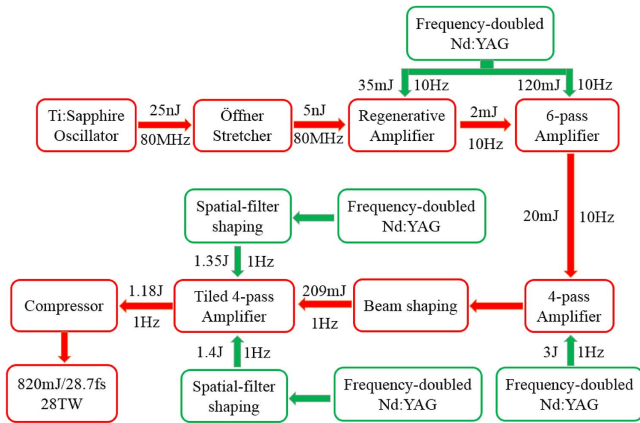 Frequency-doubled
Nd:YAG
35mJ 10Hz
120mJ 10Hz
Ti:Sapphire
Oscillator
25nJ
80MHz
Öffner
Stretcher
5nJ
80MHz
Regenerative
Amplifier
2mJ
10Hz
6-pass
Amplifier
20mJ 10Hz
Spatial-filter
shaping
Frequency-doubled
Nd:YAG
1.35J 1Hz
Compressor
1.18J
1Hz
Tiled 4-pass
Amplifier
209mJ
1Hz
Beam shaping
4-pass
Amplifier
1.4J 1Hz
3J 1Hz
820mJ/28.7fs
28TW
Spatial-filter
shaping
Frequency-doubled
Nd:YAG
Frequency-doubled
Nd:YAG